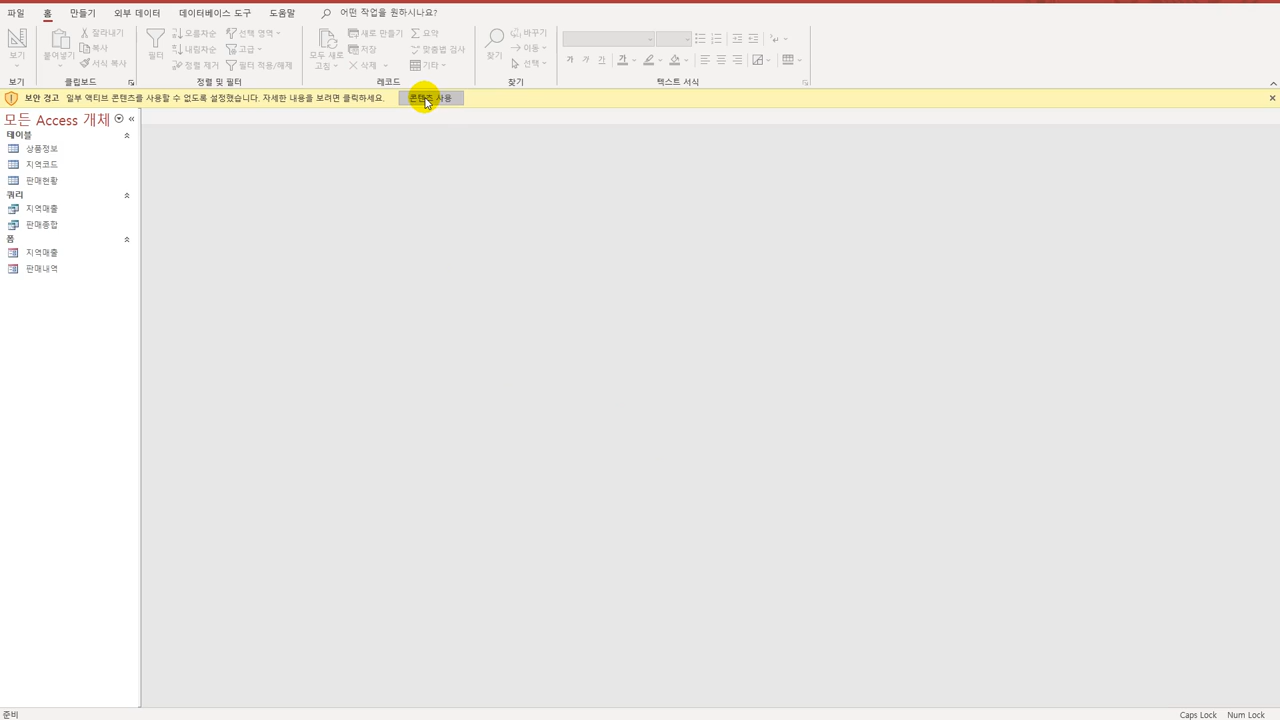 파일 홈 만들기 외부 데이터 데이터베이스 도구 도움말 어떤 작업을 원하시나요?
보기
보기
붙여넣기
잘라내기
복사
서식 복사
클립보드
필터
오름차순
내림차순
정렬 제거
선택 영역
고급
필터 적용/해제
정렬 및 필터
모두 새로
고침
새로 만들기
저장
삭제
요약
맞춤법 검사
기타
레코드
찾기
바꾸기
이동
선택
찾기
가 가 가 가
텍스트 서식
보안 경고 일부 액티브 콘텐츠를 사용할 수 없도록 설정했습니다. 자세한 내용을 보려면 클릭하세요. 콘텐츠 사용
모든 Access 개체
테이블
상품정보
지역코드
판매현황
쿼리
지역매출
판매종합
폼
지역매출
판매내역
준비
Caps Lock Num Lock